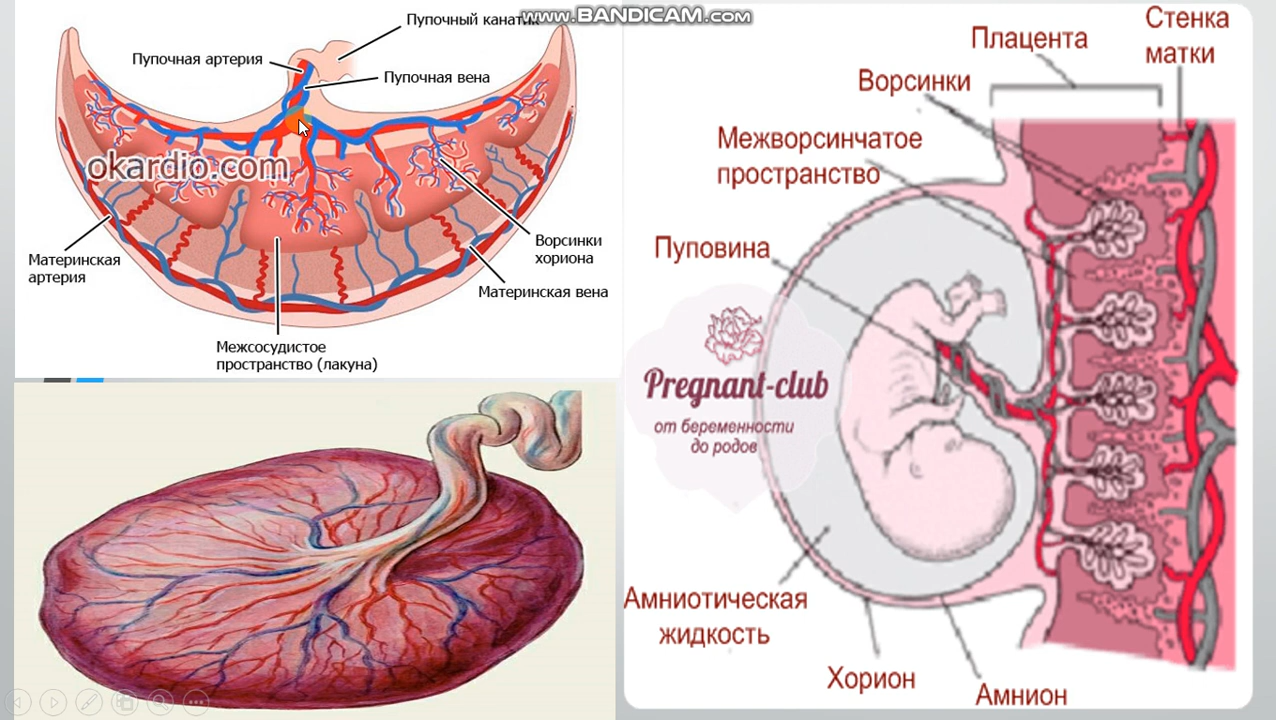 www.BANDICAM.com
Пупочный канатик
Пупочная артерия
Пупочная вена
okardio.com
Материнская
артерия
Ворсинки
хориона
Материнская вена
Межсосудистое
пространство (лакуна)
Стенка
матки
Плацента
Ворсинки
Межворсинчатое
пространство
Пуповина
Pregnant-club
от беременности
до родов
Амниотическая
жидкость
Хорион
Амнион